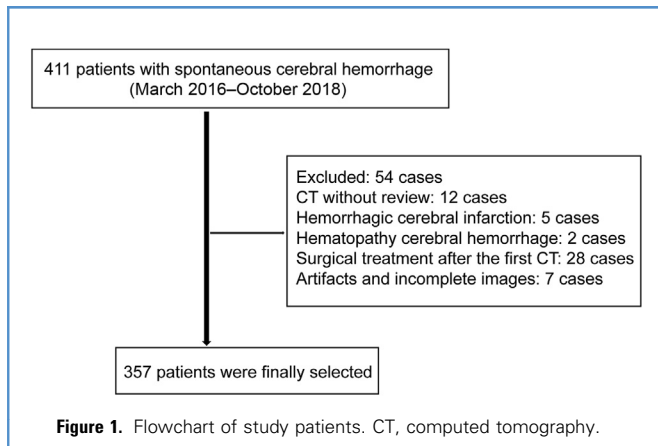 411 patients with spontaneous cerebral hemorrhage
(March 2016–October 2018)
Excluded: 54 cases
CT without review: 12 cases
Hemorrhagic cerebral infarction: 5 cases
Hematopathy cerebral hemorrhage: 2 cases
Surgical treatment after the first CT: 28 cases
Artifacts and incomplete images: 7 cases
357 patients were finally selected
Figure 1. Flowchart of study patients. CT, computed tomography.